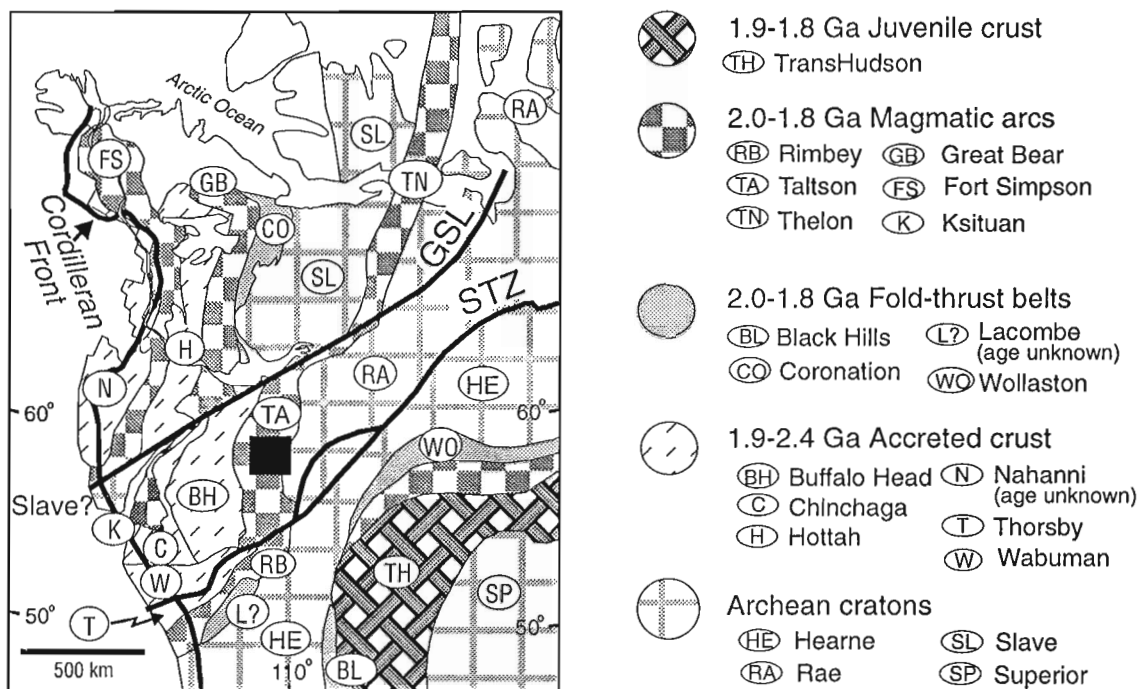 Arctic Ocean
RA
SL
FS
GB
TN
CO
GSL
Cordilleran
Front
SL
STZ
H
RA
HE
N
60°
TA
60°
WO
BH
Slave?
K
C
TH
RB
W
SP
50°
L?
T
HE
50°
500 km
110°
BL
1.9-1.8 Ga Juvenile crust
TH TransHudson
2.0-1.8 Ga Magmatic arcs
RB Rimbey GB Great Bear
TA Taltson FS Fort Simpson
TN Thelon K Ksituan
2.0-1.8 Ga Fold-thrust belts
BL Black Hills L? Lacombe
(age unknown)
CO Coronation WO Wollaston
1.9-2.4 Ga Accreted crust
BH Buffalo Head N Nahanni
(age unknown)
C Chinchaga
T Thorsby
H Hottah
W Wabuman
Archean cratons
HE Hearne SL Slave
RA Rae SP Superior